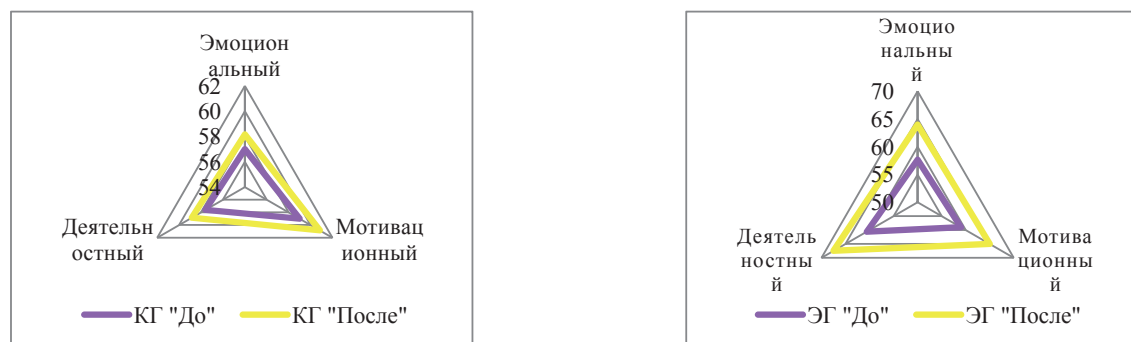 Эмоцион
альный
62
60
58
56
54
Деятельн
остный
Мотивац
ионный
КГ "До"
КГ "После"
Эмоцио
нальны
й
70
65
60
55
50
Деятель
ностны
й
Мотива
ционны
й
ЭГ "До"
ЭГ "После"